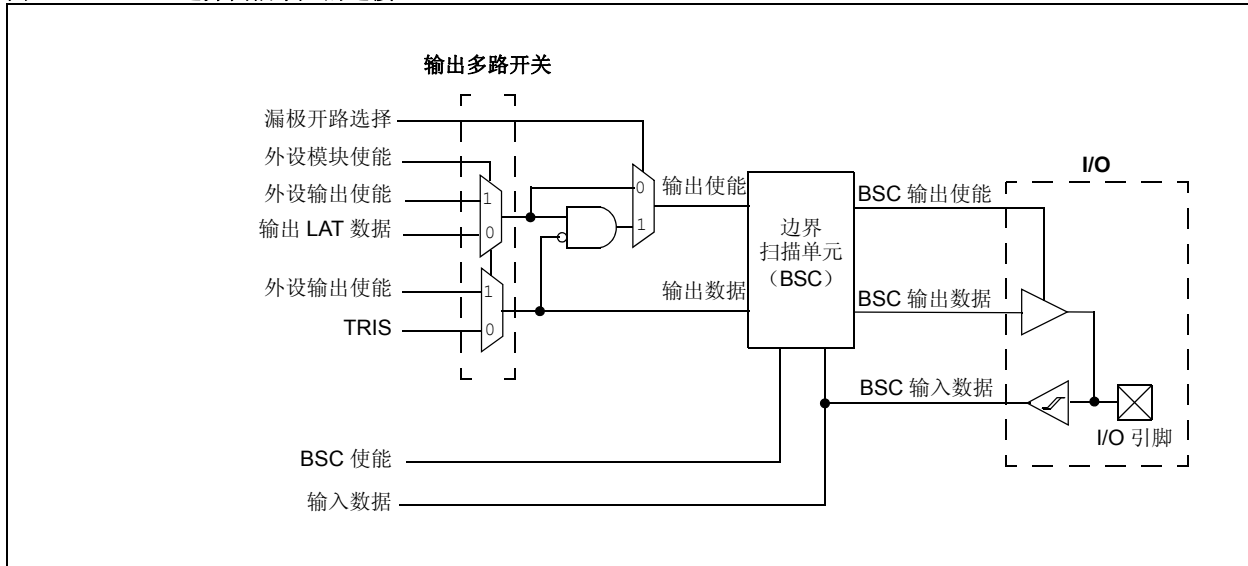 输出多路开关
漏极开路选择
外设模块使能
外设输出使能
输出 LAT 数据
外设输出使能
TRIS
1
0
1
0
0
1
输出使能
输出数据
边界
扫描单元
（BSC）
BSC 输出使能
BSC 输出数据
BSC 输入数据
I/O
I/O 引脚
BSC 使能
输入数据